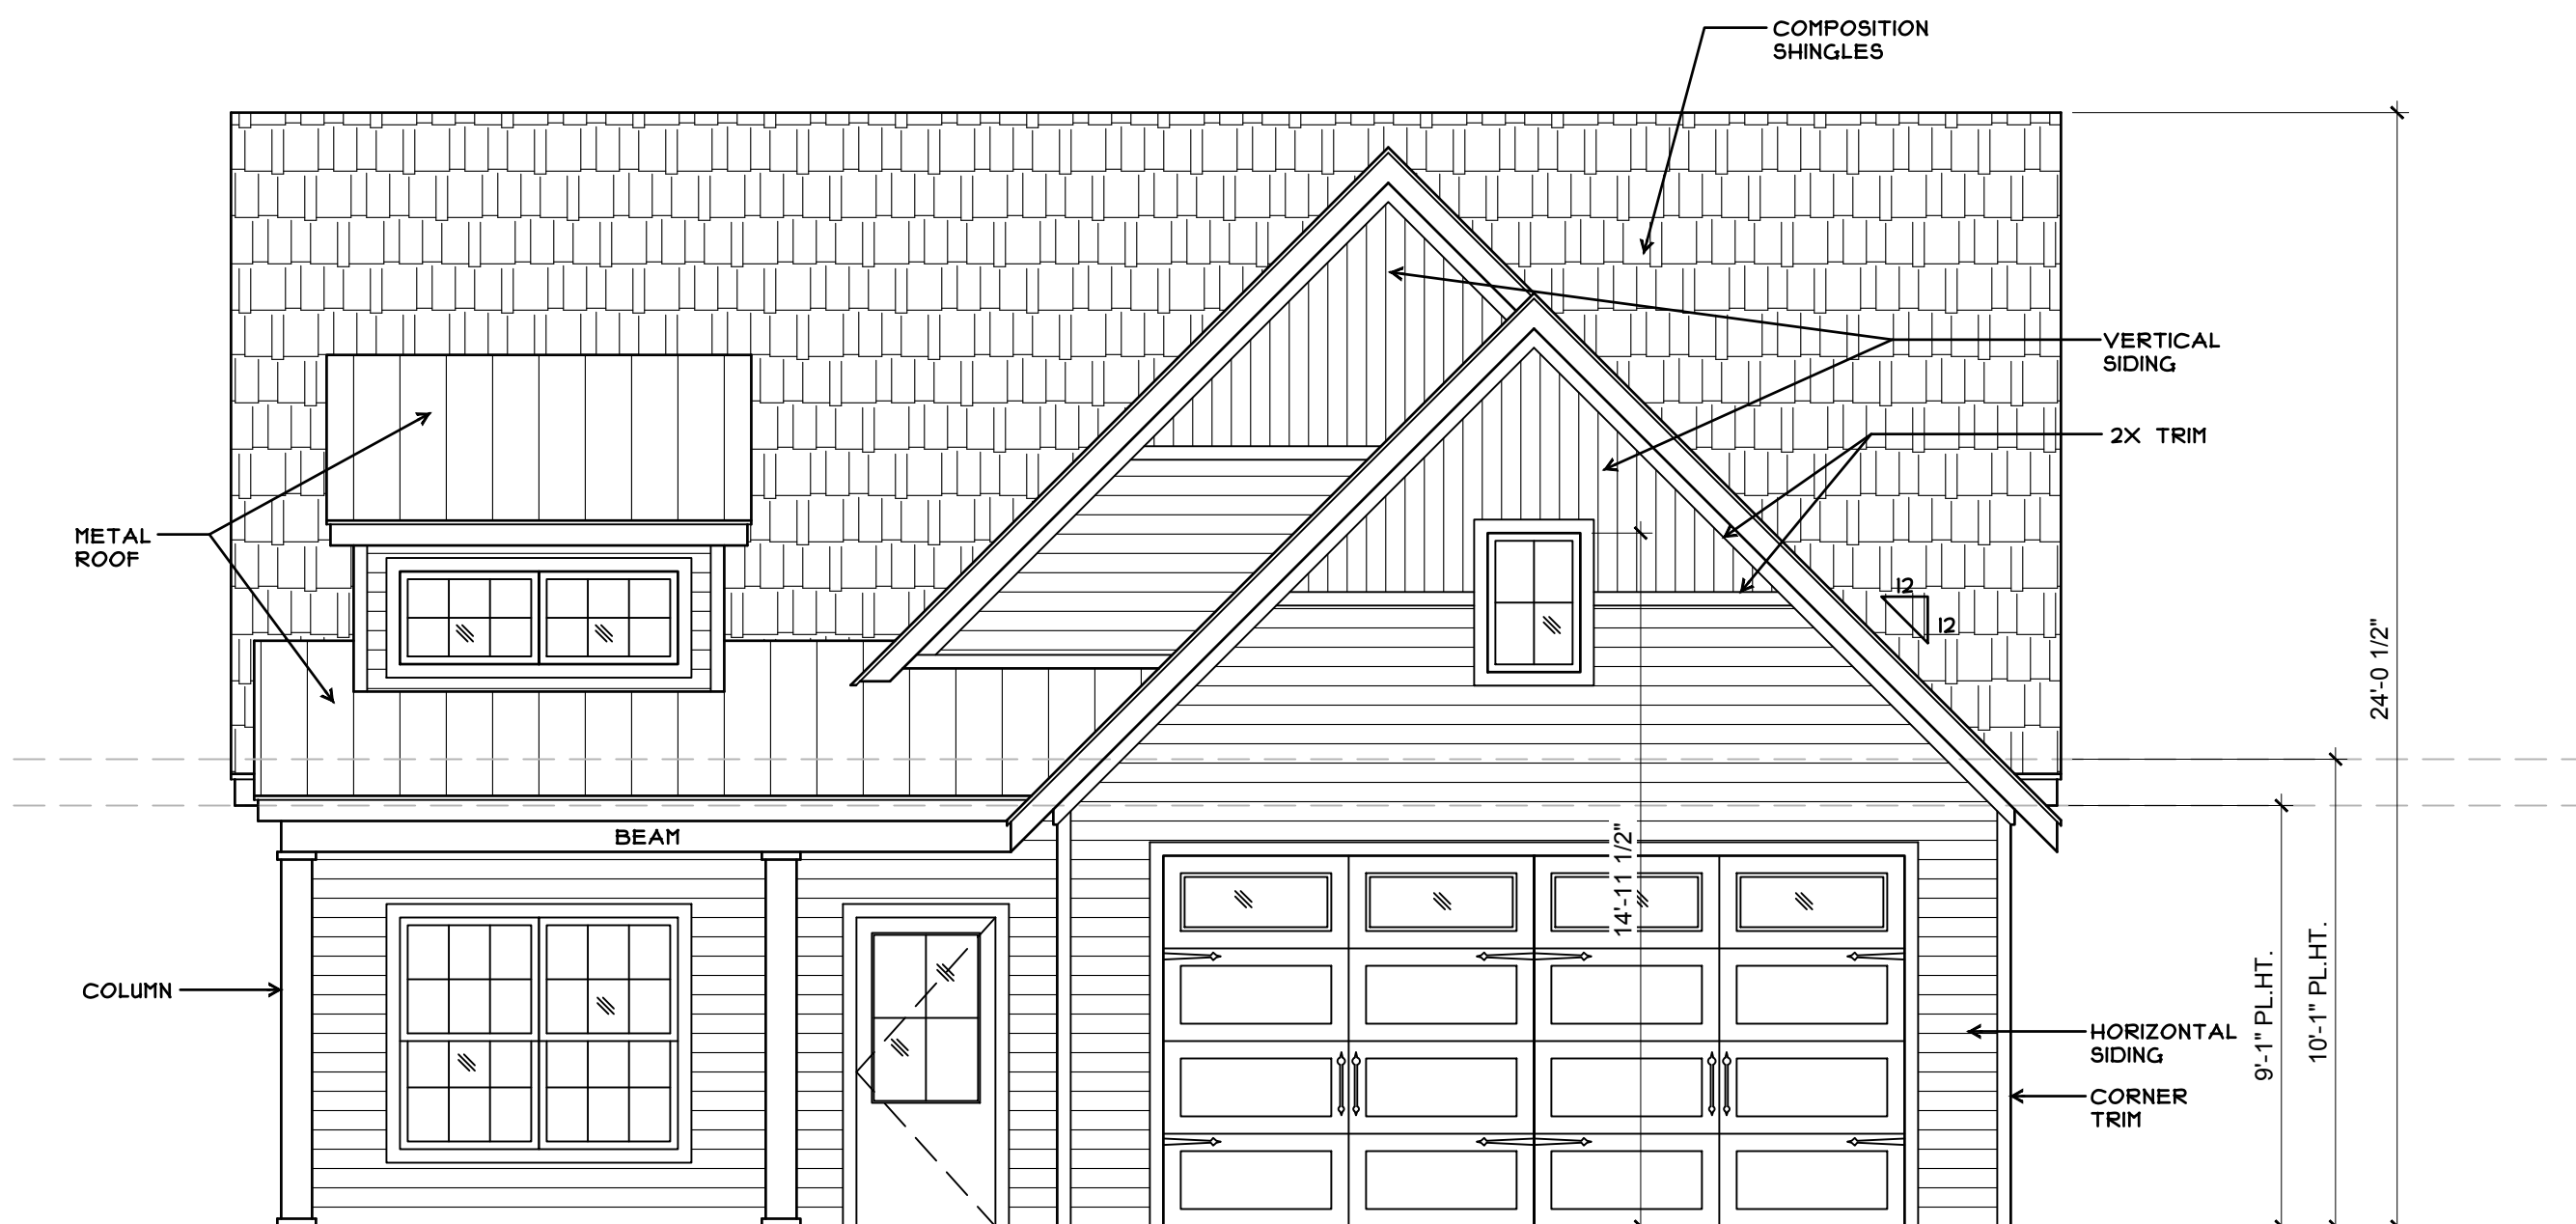 COMPOSITION
SHINGLES
VERTICAL
SIDING
2X TRIM
METAL
ROOF
12
12
24'-0 1/2"
BEAM
14'-11 1/2"
COLUMN
9'-1" PL.HT.
10'-1" PL.HT.
HORIZONTAL
SIDING
CORNER
TRIM